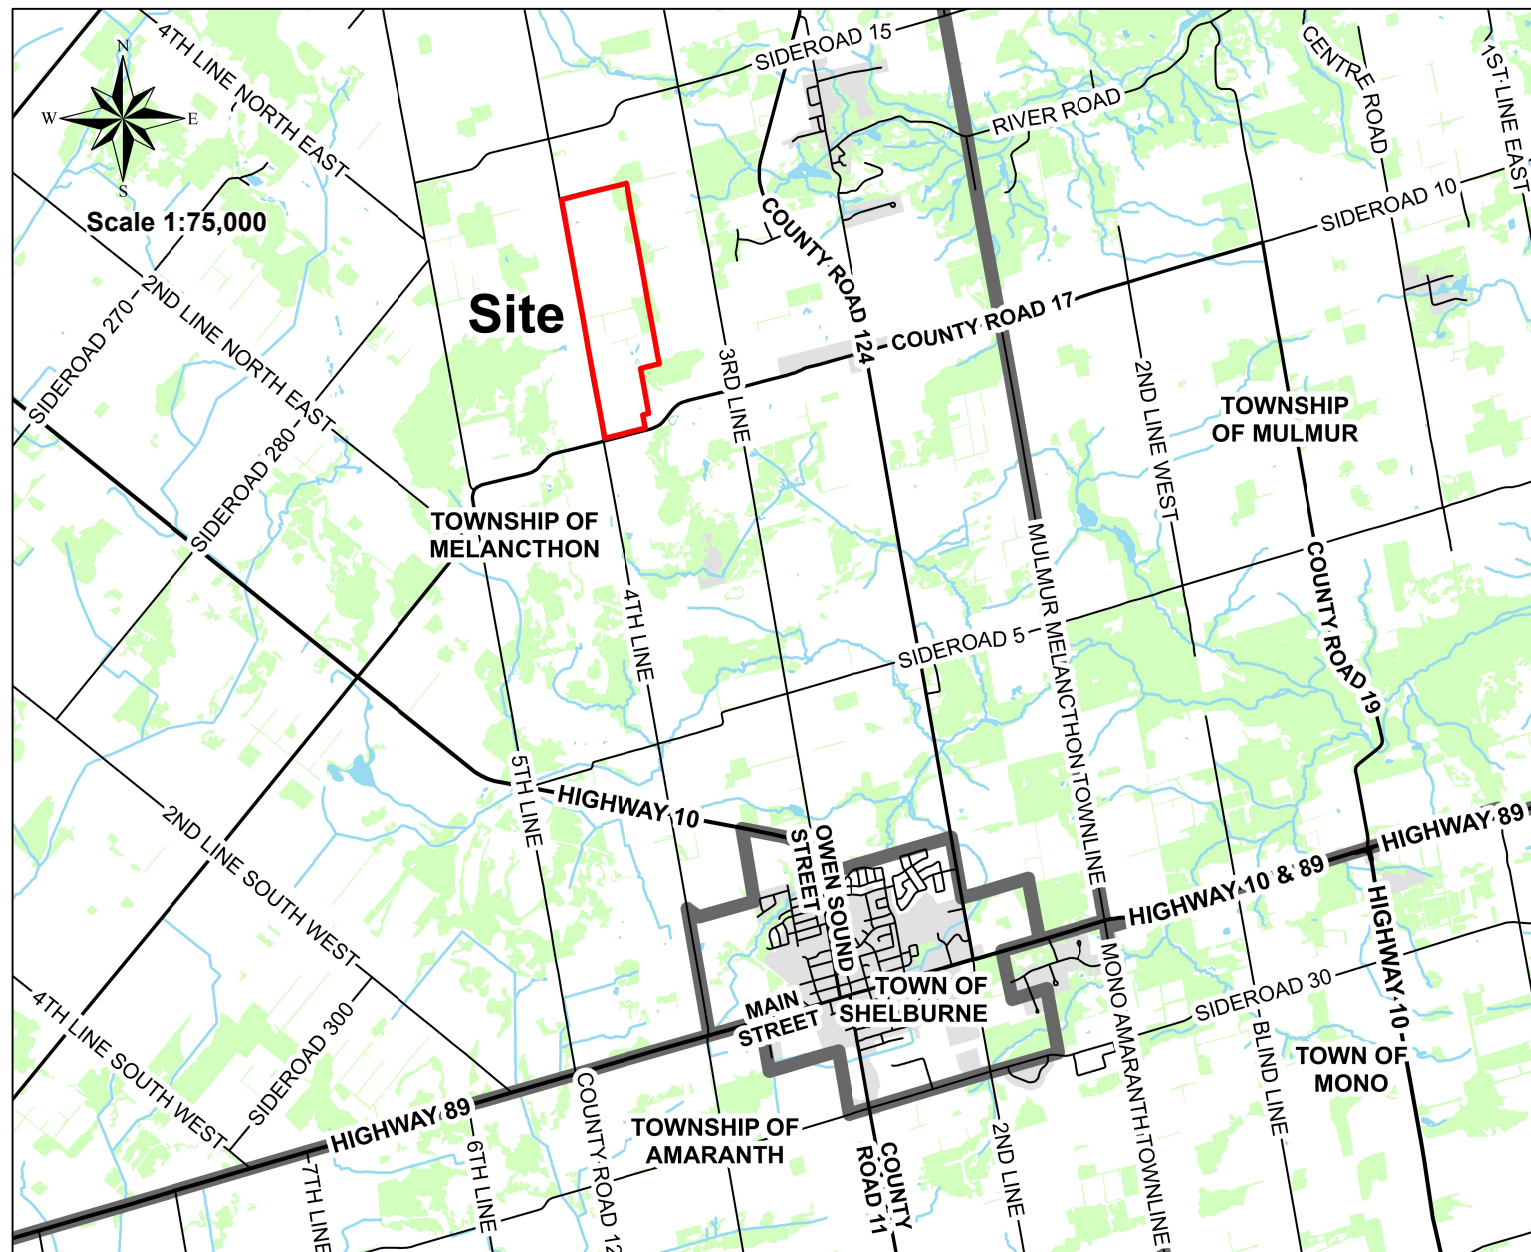 4TH LINE NORTH EAST
SIDEROAD 15
CENTRE ROAD
1ST LINE EAST
N
W
E
S
RIVER ROAD
Scale 1:75,000
SIDEROAD 10
COUNTY ROAD 124
2ND LINE NORTH EAST
SIDEROAD 270
Site
COUNTY ROAD 17
3RD LINE
2ND LINE WEST
TOWNSHIP
OF MULMUR
SIDEROAD 280
TOWNSHIP OF
MELANCTHON
MULMUR MELANCTHON TOWNLINE
COUNTY ROAD 19
4TH LINE
SIDEROAD 5
5TH LINE
HIGHWAY 10
2ND LINE SOUTH WEST
OWEN SOUND
STREET
HIGHWAY 89
HIGHWAY 10 & 89
HIGHWAY 10
TOWN OF
SHELBURNE
MAIN
STREET
MONO AMARANTH TOWNLINE
SIDEROAD 30
4TH LINE SOUTH WEST
SIDEROAD 300
BLIND LINE
TOWN OF
MONO
HIGHWAY 89
COUNTY ROAD 12
TOWNSHIP OF
AMARANTH
7TH LINE
6TH LINE
COUNTY
ROAD 11
2ND LINE